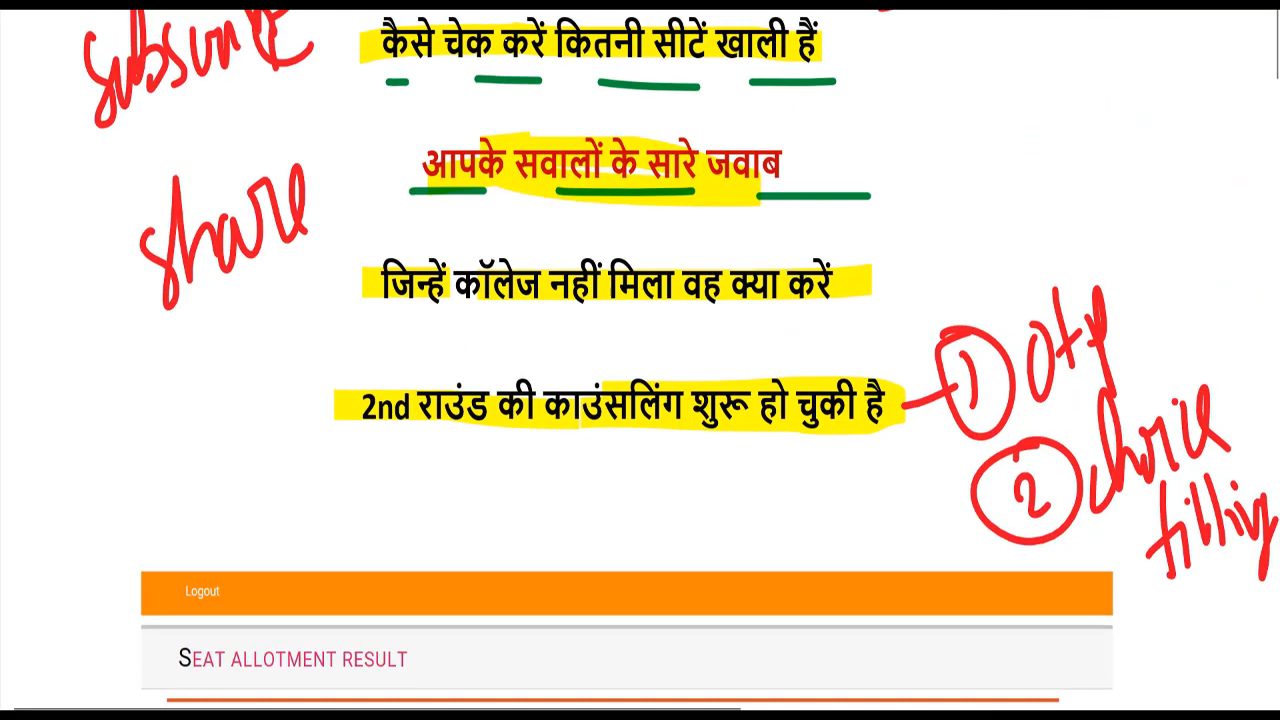 subscribe
कैसे चेक करें कितनी सीटें खाली हैं
आपके सवालों के सारे जवाब
share
जिन्हें कॉलेज नहीं मिला वह क्या करें
2nd राउंड की काउंसलिंग शुरू हो चुकी है
1 otp
2 choice
filling
Logout
SEAT ALLOTMENT RESULT